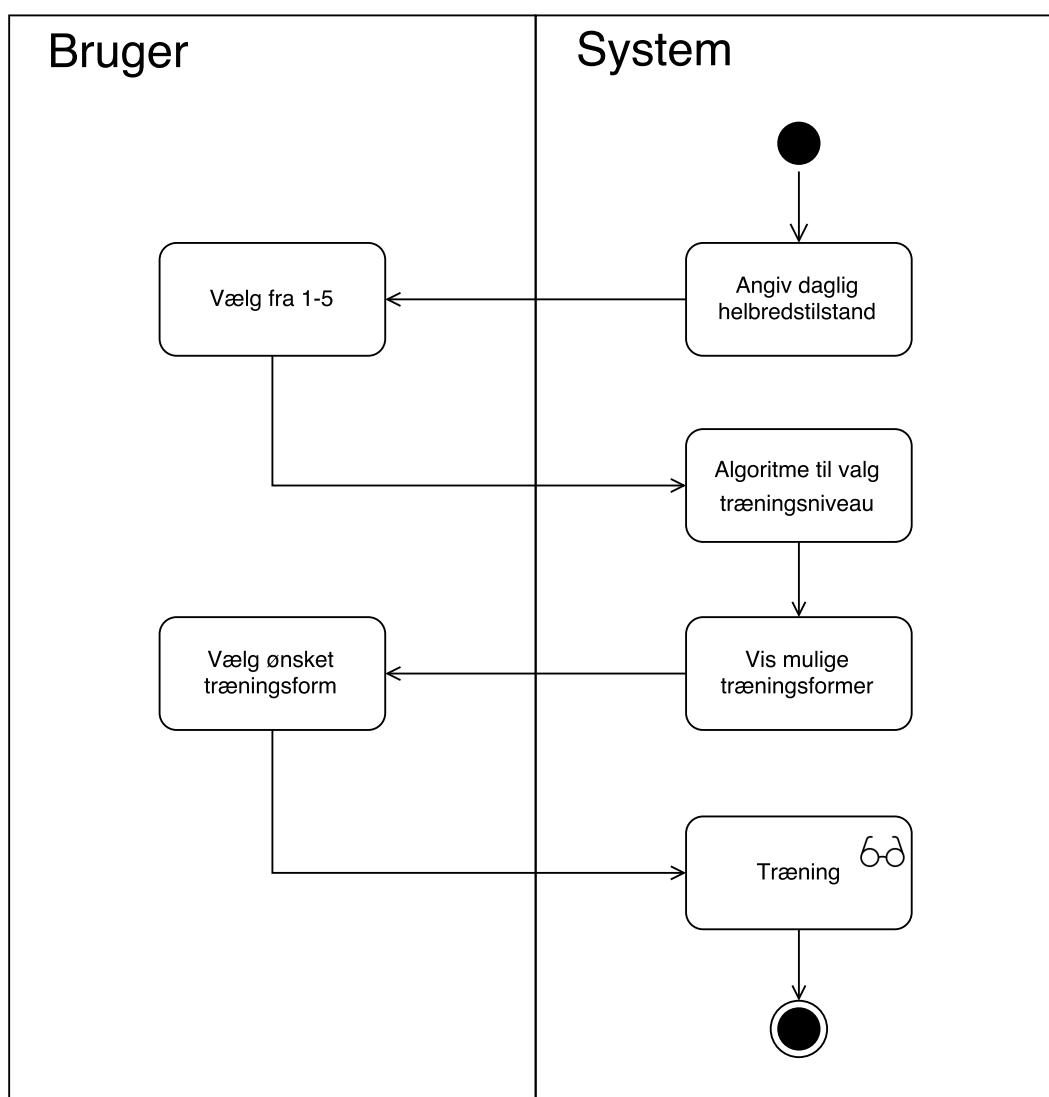 Bruger
System
Angiv daglig
helbredstilstand
Vælg fra 1-5
Algoritme til valg
træningsniveau
Vis mulige
træningsformer
Vælg ønsket
træningsform
Træning